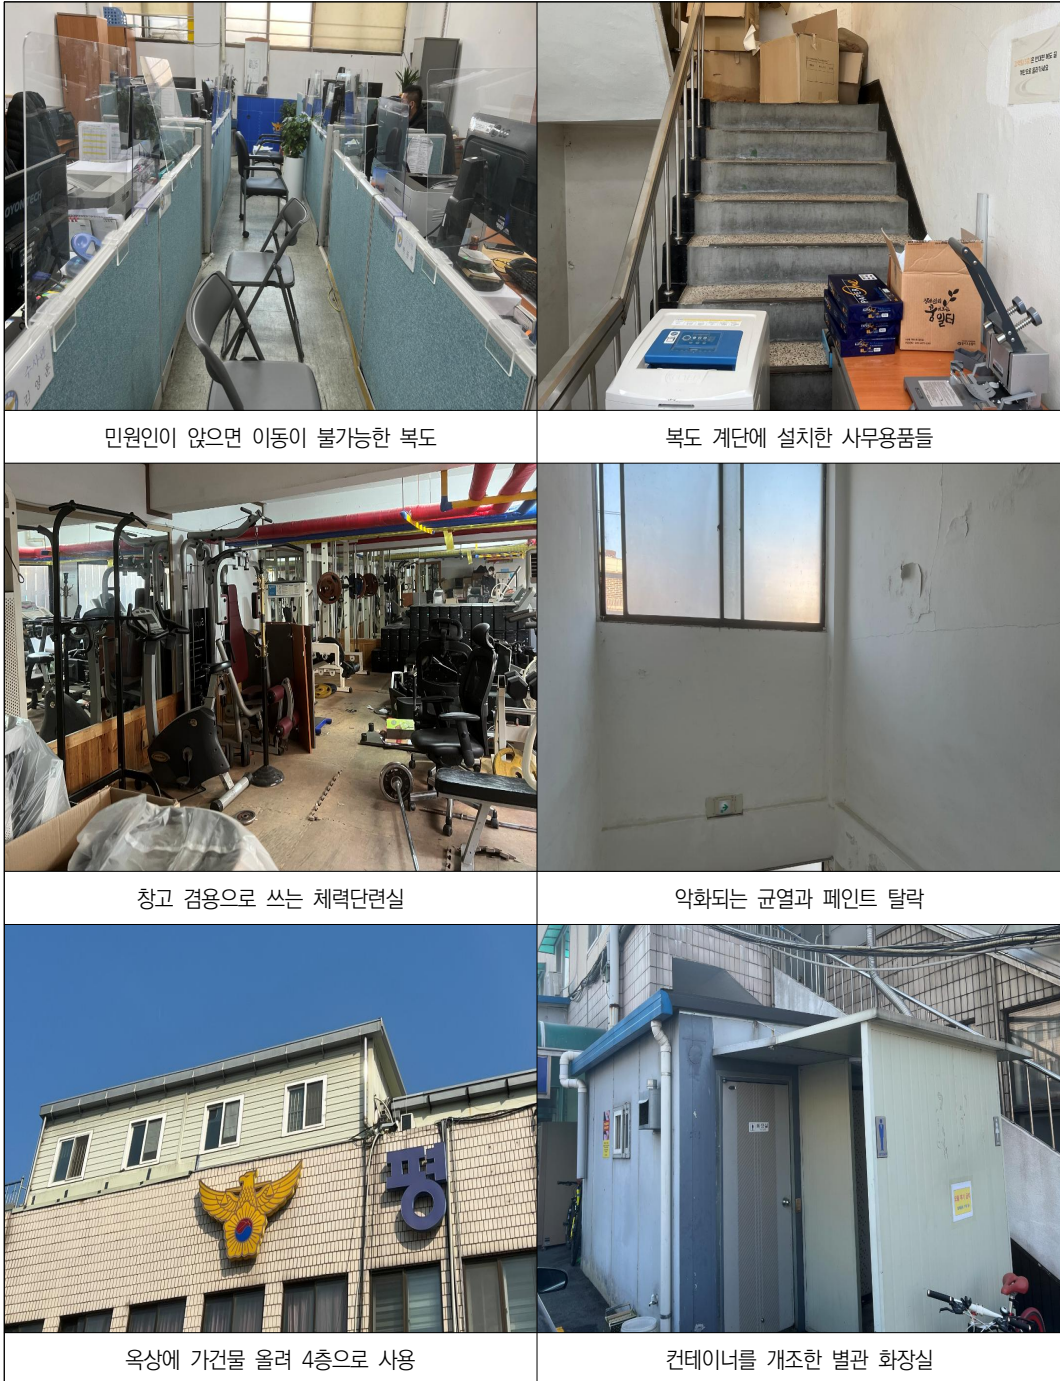 민원인이 앉으면 이동이 불가능한 복도
복도 계단에 설치한 사무용품들
웅
일터
창고 겸용으로 쓰는 체력단련실
악화되는 균열과 페인트 탈락
평
옥상에 가건물 올려 4층으로 사용
컨테이너를 개조한 별관 화장실